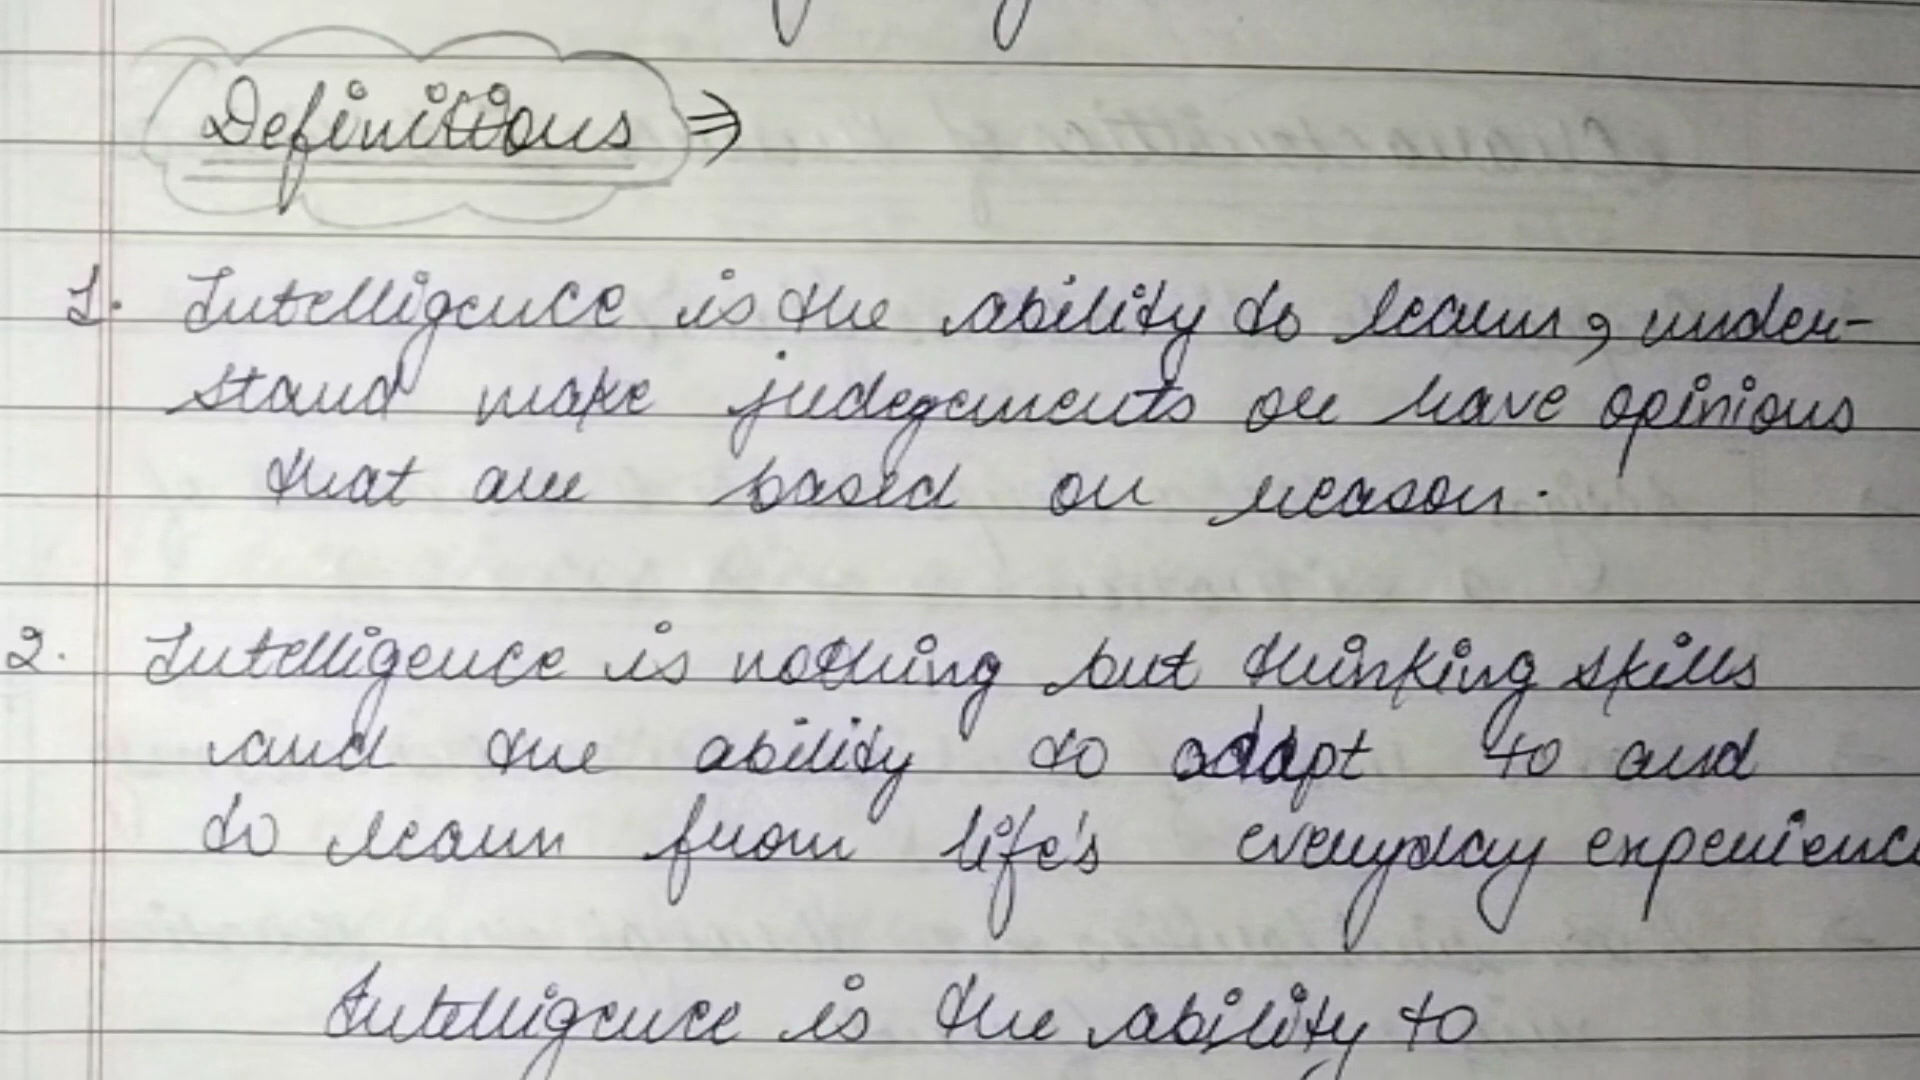 Definitions ⇒
1. Intelligence is the ability to learn, under-
stand make judegements or have opinions
that are based on reason.
2. Intelligence is nothing but thinking skills
and the ability to adapt to and
to learn from life's everyday experienc
Intelligence is the ability to